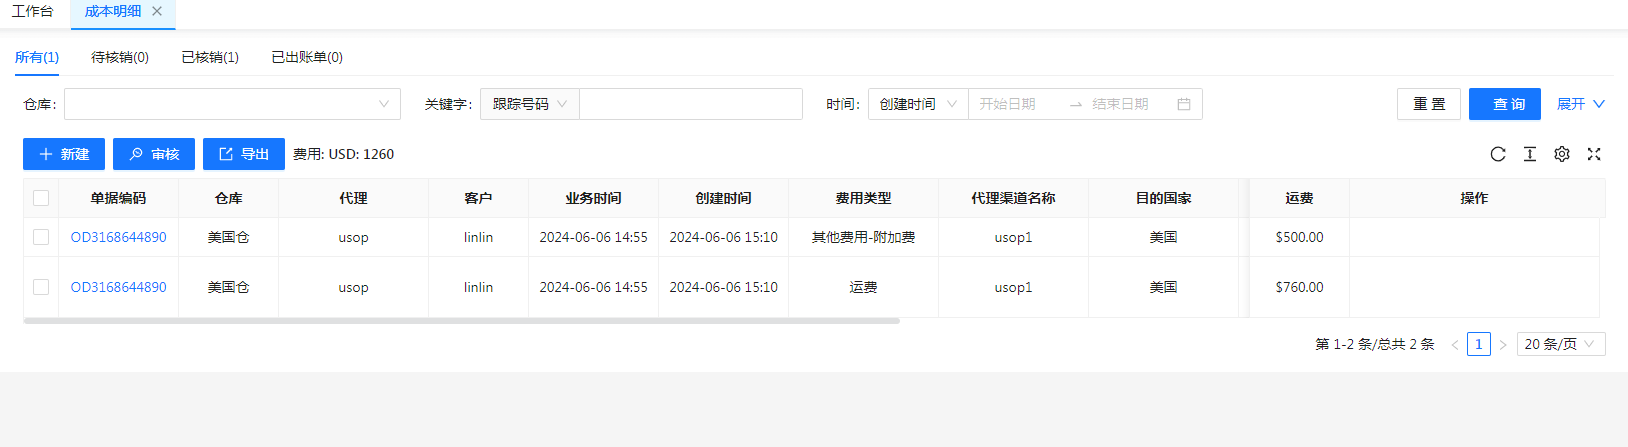 工作台 成本明细
所有(1) 待核销(0) 已核销(1) 已出账单(0)
仓库: 关键字: 跟踪号码 时间: 创建时间 开始日期 结束日期 重 置 查 询 展开
新建 审核 导出 费用: USD: 1260
单据编码 仓库 代理 客户 业务时间 创建时间 费用类型 代理渠道名称 目的国家 运费 操作
OD3168644890 美国仓 usop linlin 2024-06-06 14:55 2024-06-06 15:10 其他费用-附加费 usop1 美国 $500.00
OD3168644890 美国仓 usop linlin 2024-06-06 14:55 2024-06-06 15:10 运费 usop1 美国 $760.00
第 1-2 条/总共 2 条 < 1 > 20 条/页